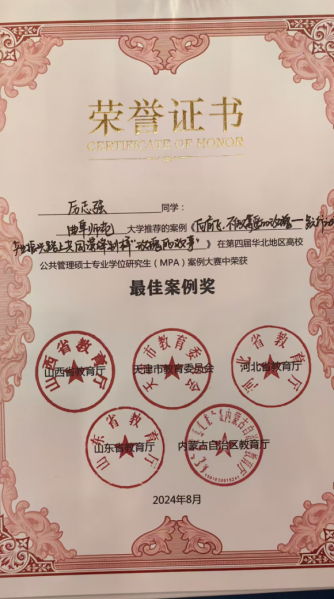 荣誉证书
CERTIFICATE OF HONOR
厉兵强 同学：
曲阜师范 大学推荐的案例《
》在第四届华北地区高校
公共管理硕士专业学位研究生（MPA）案例大赛中荣获
最佳案例奖
山西省教育厅 天津市教育委员会 河北省教育厅
山东省教育厅 内蒙古自治区教育厅
2024年8月